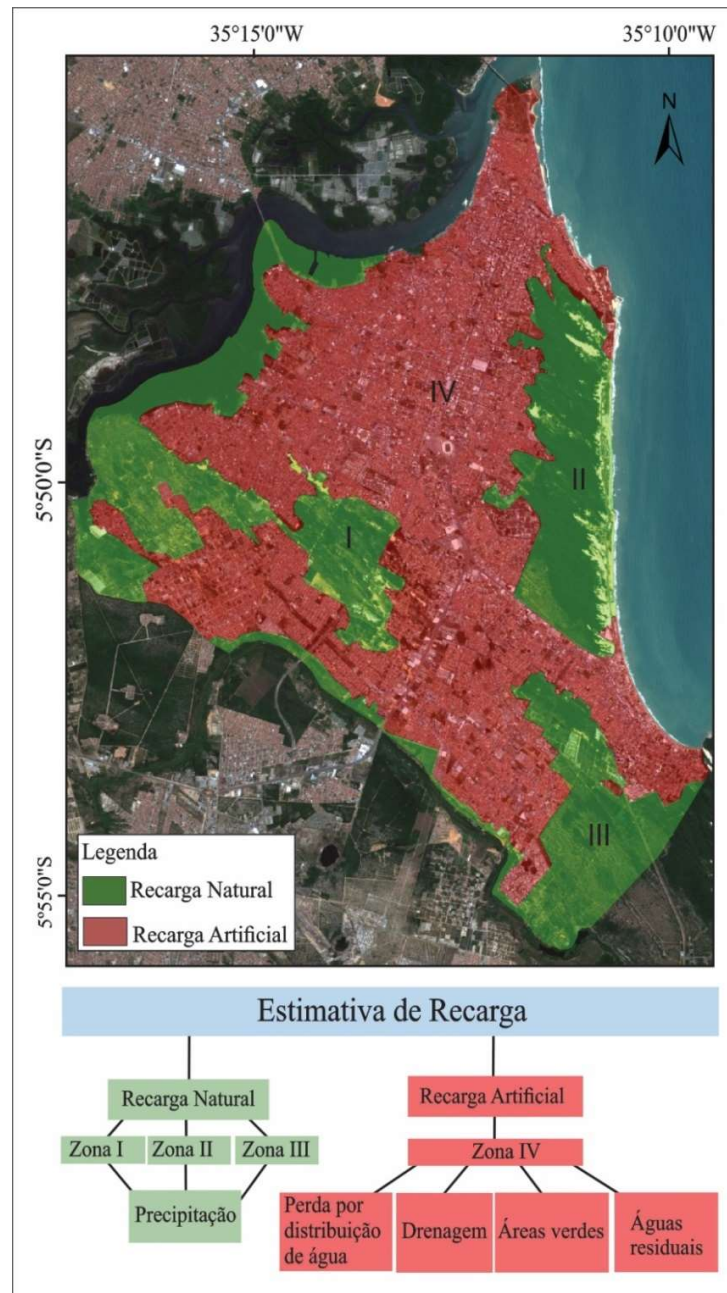 35°15'0"W 35°10'0"W
N
IV
II
I
5°50'0"S
III
Legenda
Recarga Natural
Recarga Artificial
5°55'0"S
Estimativa de Recarga
Recarga Natural
Recarga Artificial
Zona I Zona II Zona III
Zona IV
Precipitação
Perda por
distribuição
de água
Drenagem
Áreas verdes
Águas
residuais